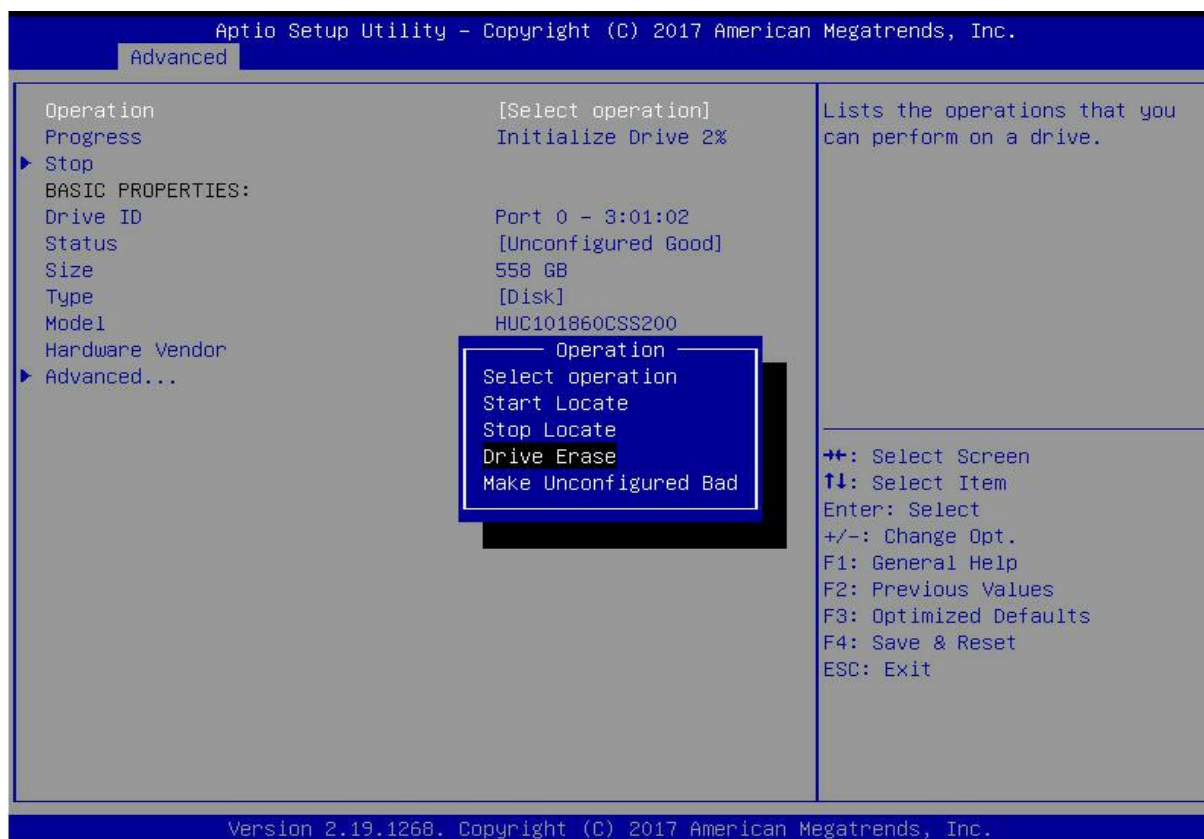 Aptio Setup Utility – Copyright (C) 2017 American Megatrends, Inc.
Advanced
Operation [Select operation]
Progress Initialize Drive 2%
Stop
BASIC PROPERTIES:
Drive ID Port 0 - 3:01:02
Status [Unconfigured Good]
Size 558 GB
Type [Disk]
Model HUC101860CSS200
Hardware Vendor
Advanced...
Operation
Select operation
Start Locate
Stop Locate
Drive Erase
Make Unconfigured Bad
Lists the operations that you
can perform on a drive.
→←: Select Screen
↑↓: Select Item
Enter: Select
+/-: Change Opt.
F1: General Help
F2: Previous Values
F3: Optimized Defaults
F4: Save & Reset
ESC: Exit
Version 2.19.1268. Copyright (C) 2017 American Megatrends, Inc.